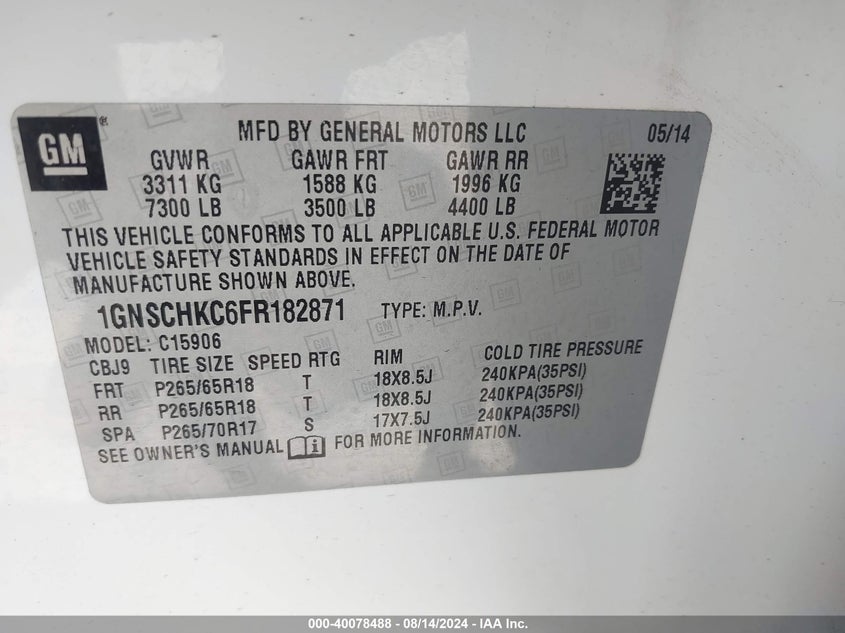 GM ® MFD BY GENERAL MOTORS LLC 05/14
GVWR GAWR FRT GAWR RR
3311 KG 1588 KG 1996 KG
7300 LB 3500 LB 4400 LB
THIS VEHICLE CONFORMS TO ALL APPLICABLE U.S. FEDERAL MOTOR
VEHICLE SAFETY STANDARDS IN EFFECT ON THE DATE OF
MANUFACTURE SHOWN ABOVE.
1GNSCHKC6FR182871 TYPE: M.P.V.
MODEL: C15906
CBJ9 TIRE SIZE SPEED RTG RIM COLD TIRE PRESSURE
FRT P265/65R18 T 18X8.5J 240KPA(35PSI)
RR P265/65R18 T 18X8.5J 240KPA(35PSI)
SPA P265/70R17 S 17X7.5J 240KPA(35PSI)
SEE OWNER'S MANUAL i FOR MORE INFORMATION.
000-40078488 - 08/14/2024 - IAA Inc.